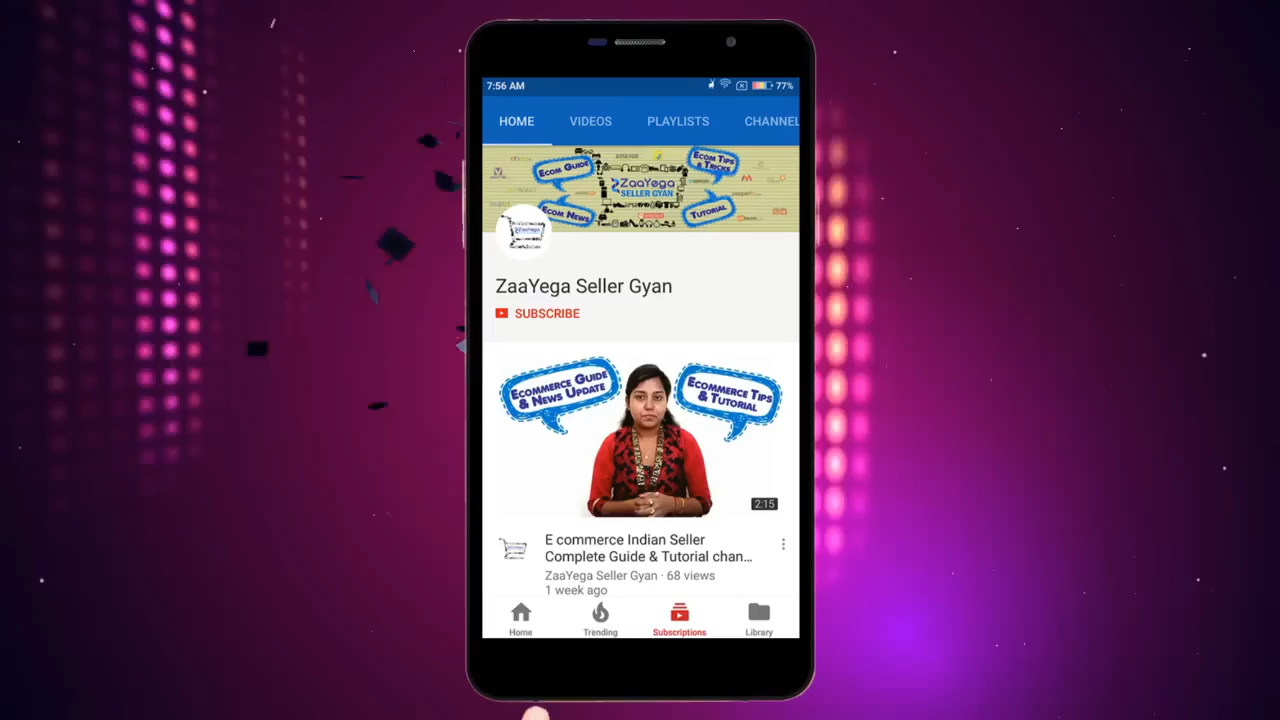 7:56 AM
77%
HOME VIDEOS PLAYLISTS CHANNEL
ECOM GUIDE
ECOM TIPS
& TRICKS
ZaaYega
SELLER GYAN
ECOM NEWS
TUTORIAL
ZaaYega Seller Gyan
SUBSCRIBE
ECOMMERCE GUIDE
& NEWS UPDATE
ECOMMERCE TIPS
& TUTORIAL
2:15
E commerce Indian Seller
Complete Guide & Tutorial chan...
ZaaYega Seller Gyan · 68 views
1 week ago
Home Trending Subscriptions Library